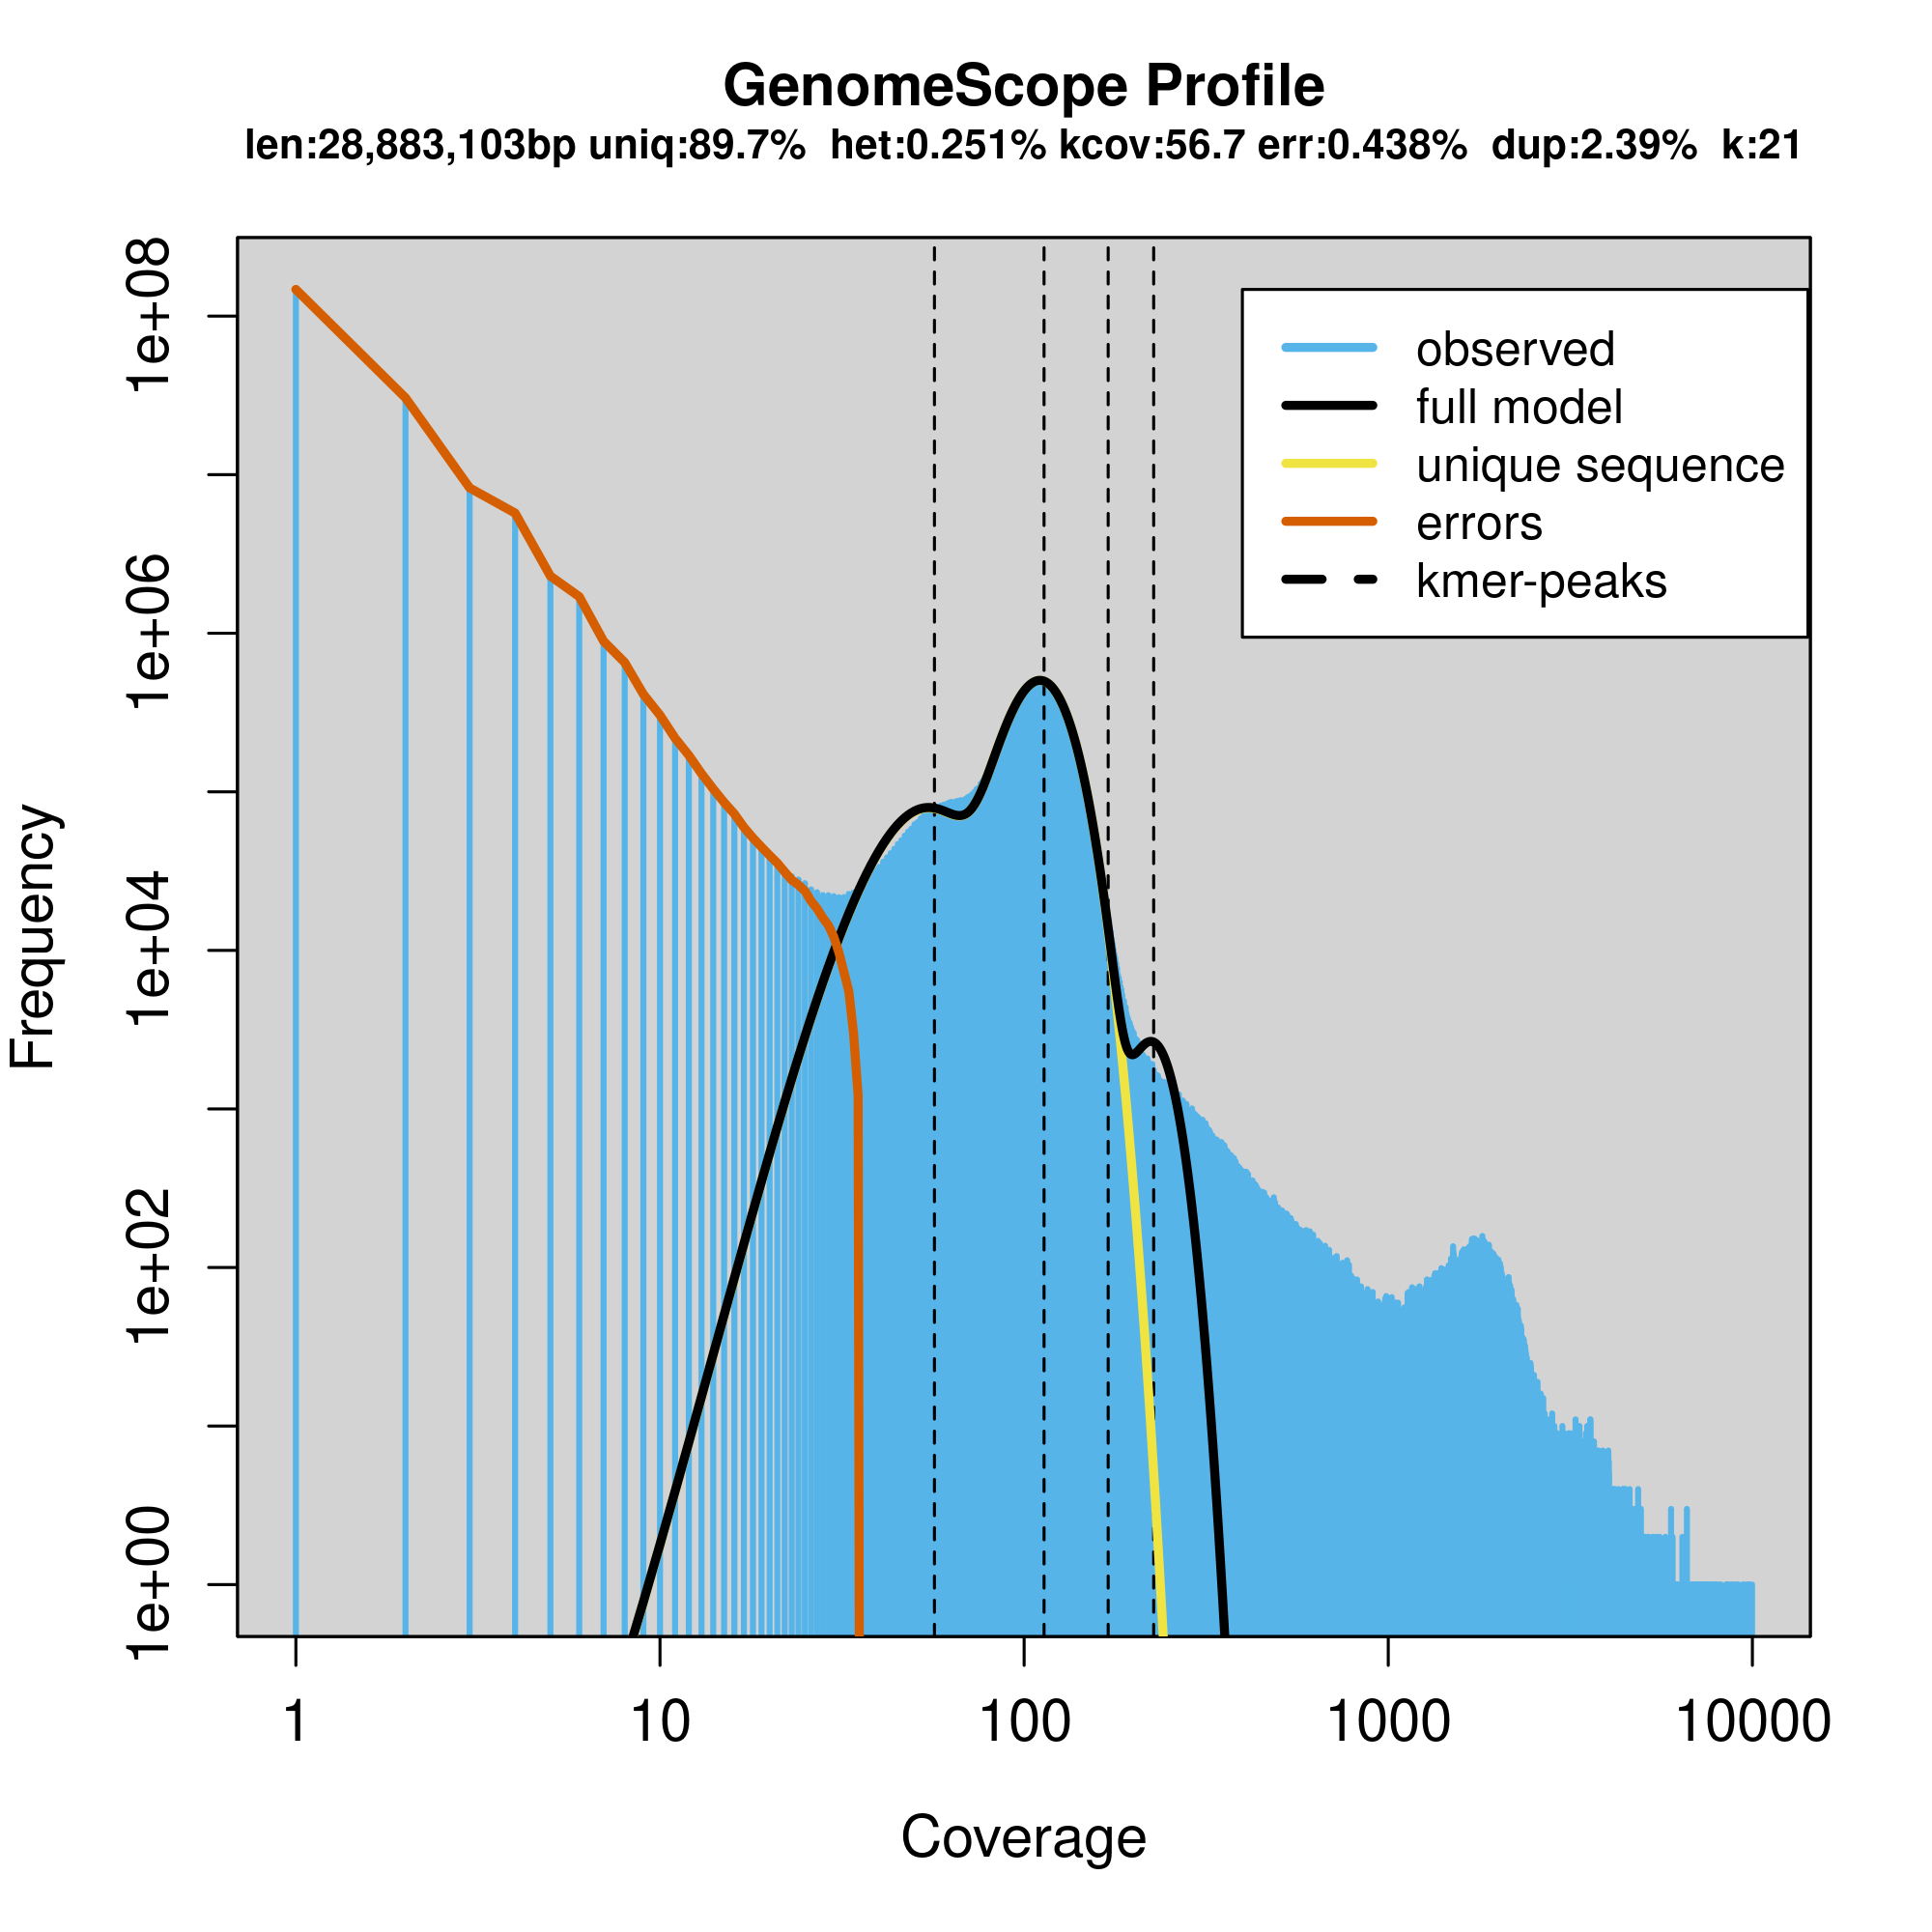 GenomeScope Profile
len:28,883,103bp uniq:89.7% het:0.251% kcov:56.7 err:0.438% dup:2.39% k:21
observed
full model
unique sequence
errors
kmer-peaks
Frequency
1e+08
1e+06
1e+04
1e+02
1e+00
1 10 100 1000 10000
Coverage